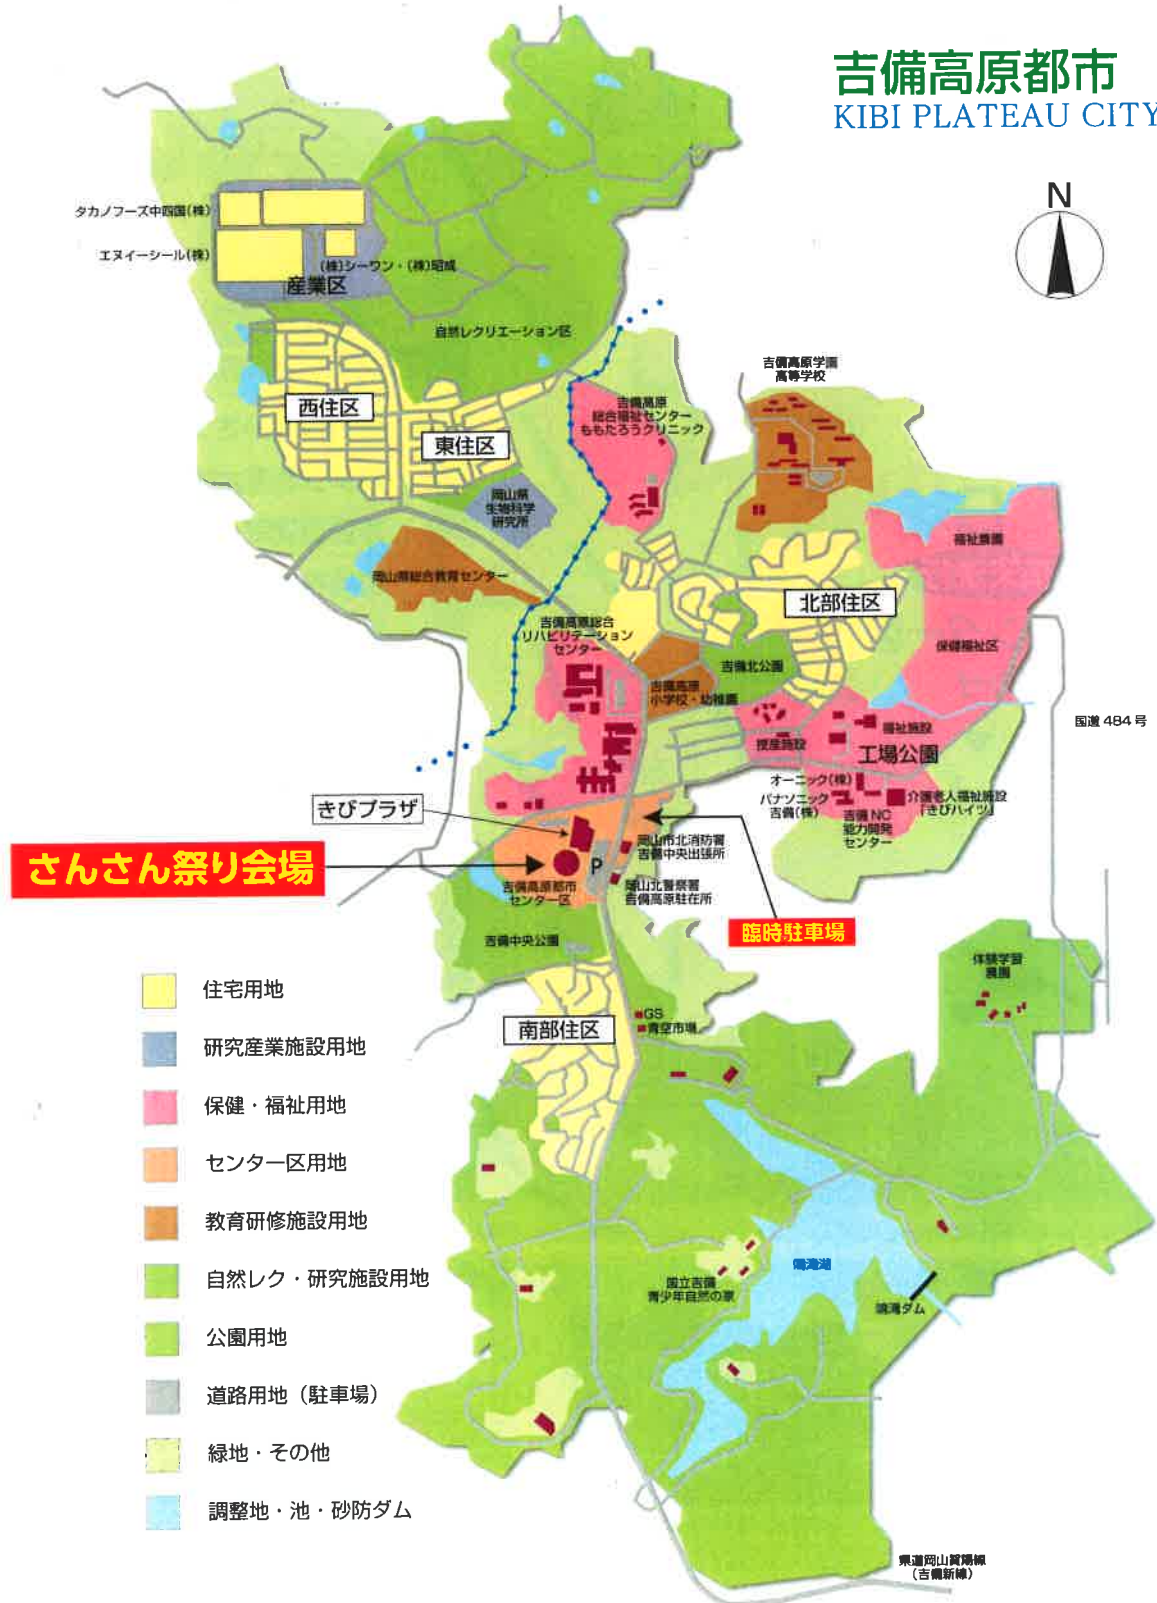 吉備高原都市
KIBI PLATEAU CITY
N
タカノフーズ中四国(株)
エヌイーシール(株)
(株)シーワン・(株)昭成
産業区
自然レクリエーション区
吉備高原学園
高等学校
西住区
東住区
吉備高原
総合福祉センター
ももたろうクリニック
岡山県
生物科学
研究所
福祉農園
岡山県総合教育センター
北部住区
吉備高原総合
リハビリテーション
センター
保健福祉区
吉備北公園
吉備高原
小学校・幼稚園
国道 484 号
福祉施設
授産施設
工場公園
オーニック(株)
パナソニック
吉備(株)
介護老人福祉施設
「きびハイツ」
吉備 NC
能力開発
センター
きびプラザ
岡山市北消防署
吉備中央出張所
さんさん祭り会場
P
吉備高原都市
センター区
岡山北警察署
吉備高原駐在所
臨時駐車場
吉備中央公園
体験学習
農園
南部住区
GS
青空市場
住宅用地
研究産業施設用地
保健・福祉用地
センター区用地
教育研修施設用地
自然レク・研究施設用地
公園用地
道路用地（駐車場）
緑地・その他
調整地・池・砂防ダム
鳴滝湖
国立吉備
青少年自然の家
鳴滝ダム
県道岡山賀陽線
（吉備新線）